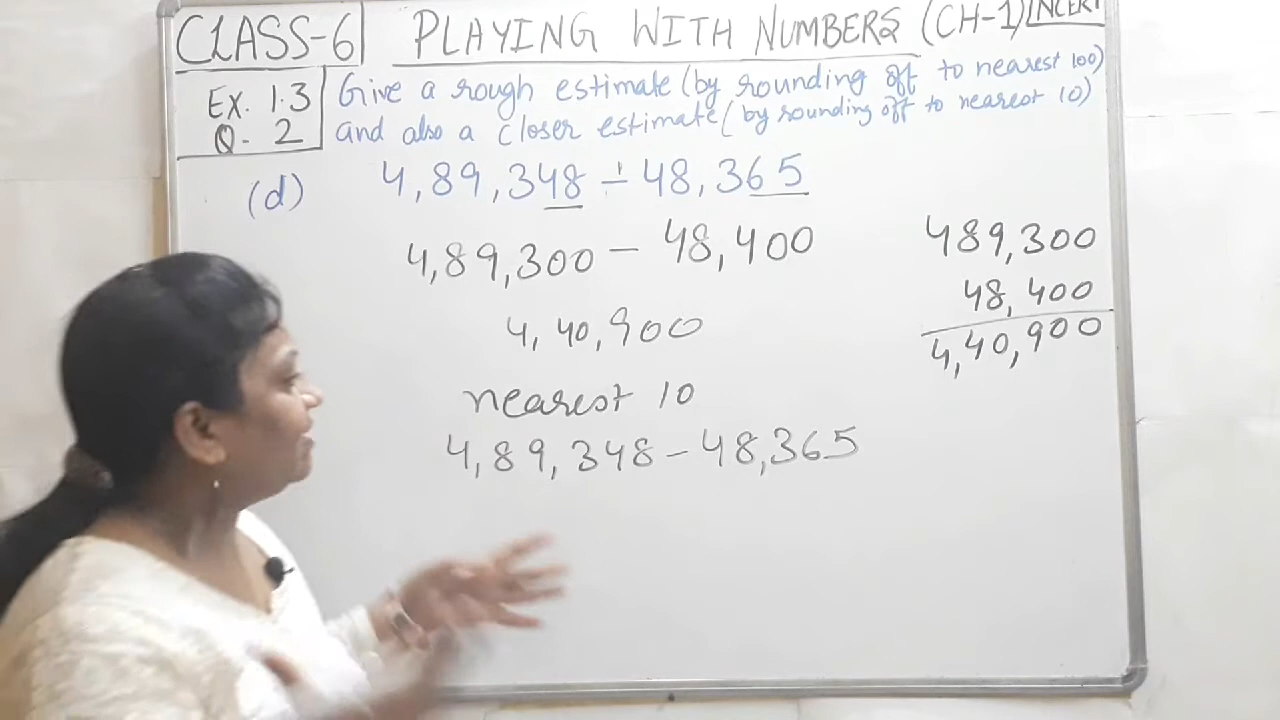 CLASS-6 PLAYING WITH NUMBERS (CH-1) NCERT
EX. 1.3 Give a rough estimate (by rounding off to nearest 100)
Q. 2 and also a closer estimate (by rounding off to nearest 10)
(d) 4,89,348 - 48,365
4,89,300 - 48,400
489,300
48,400
4,40,900
4,40,900
nearest 10
4,89,348 - 48,365